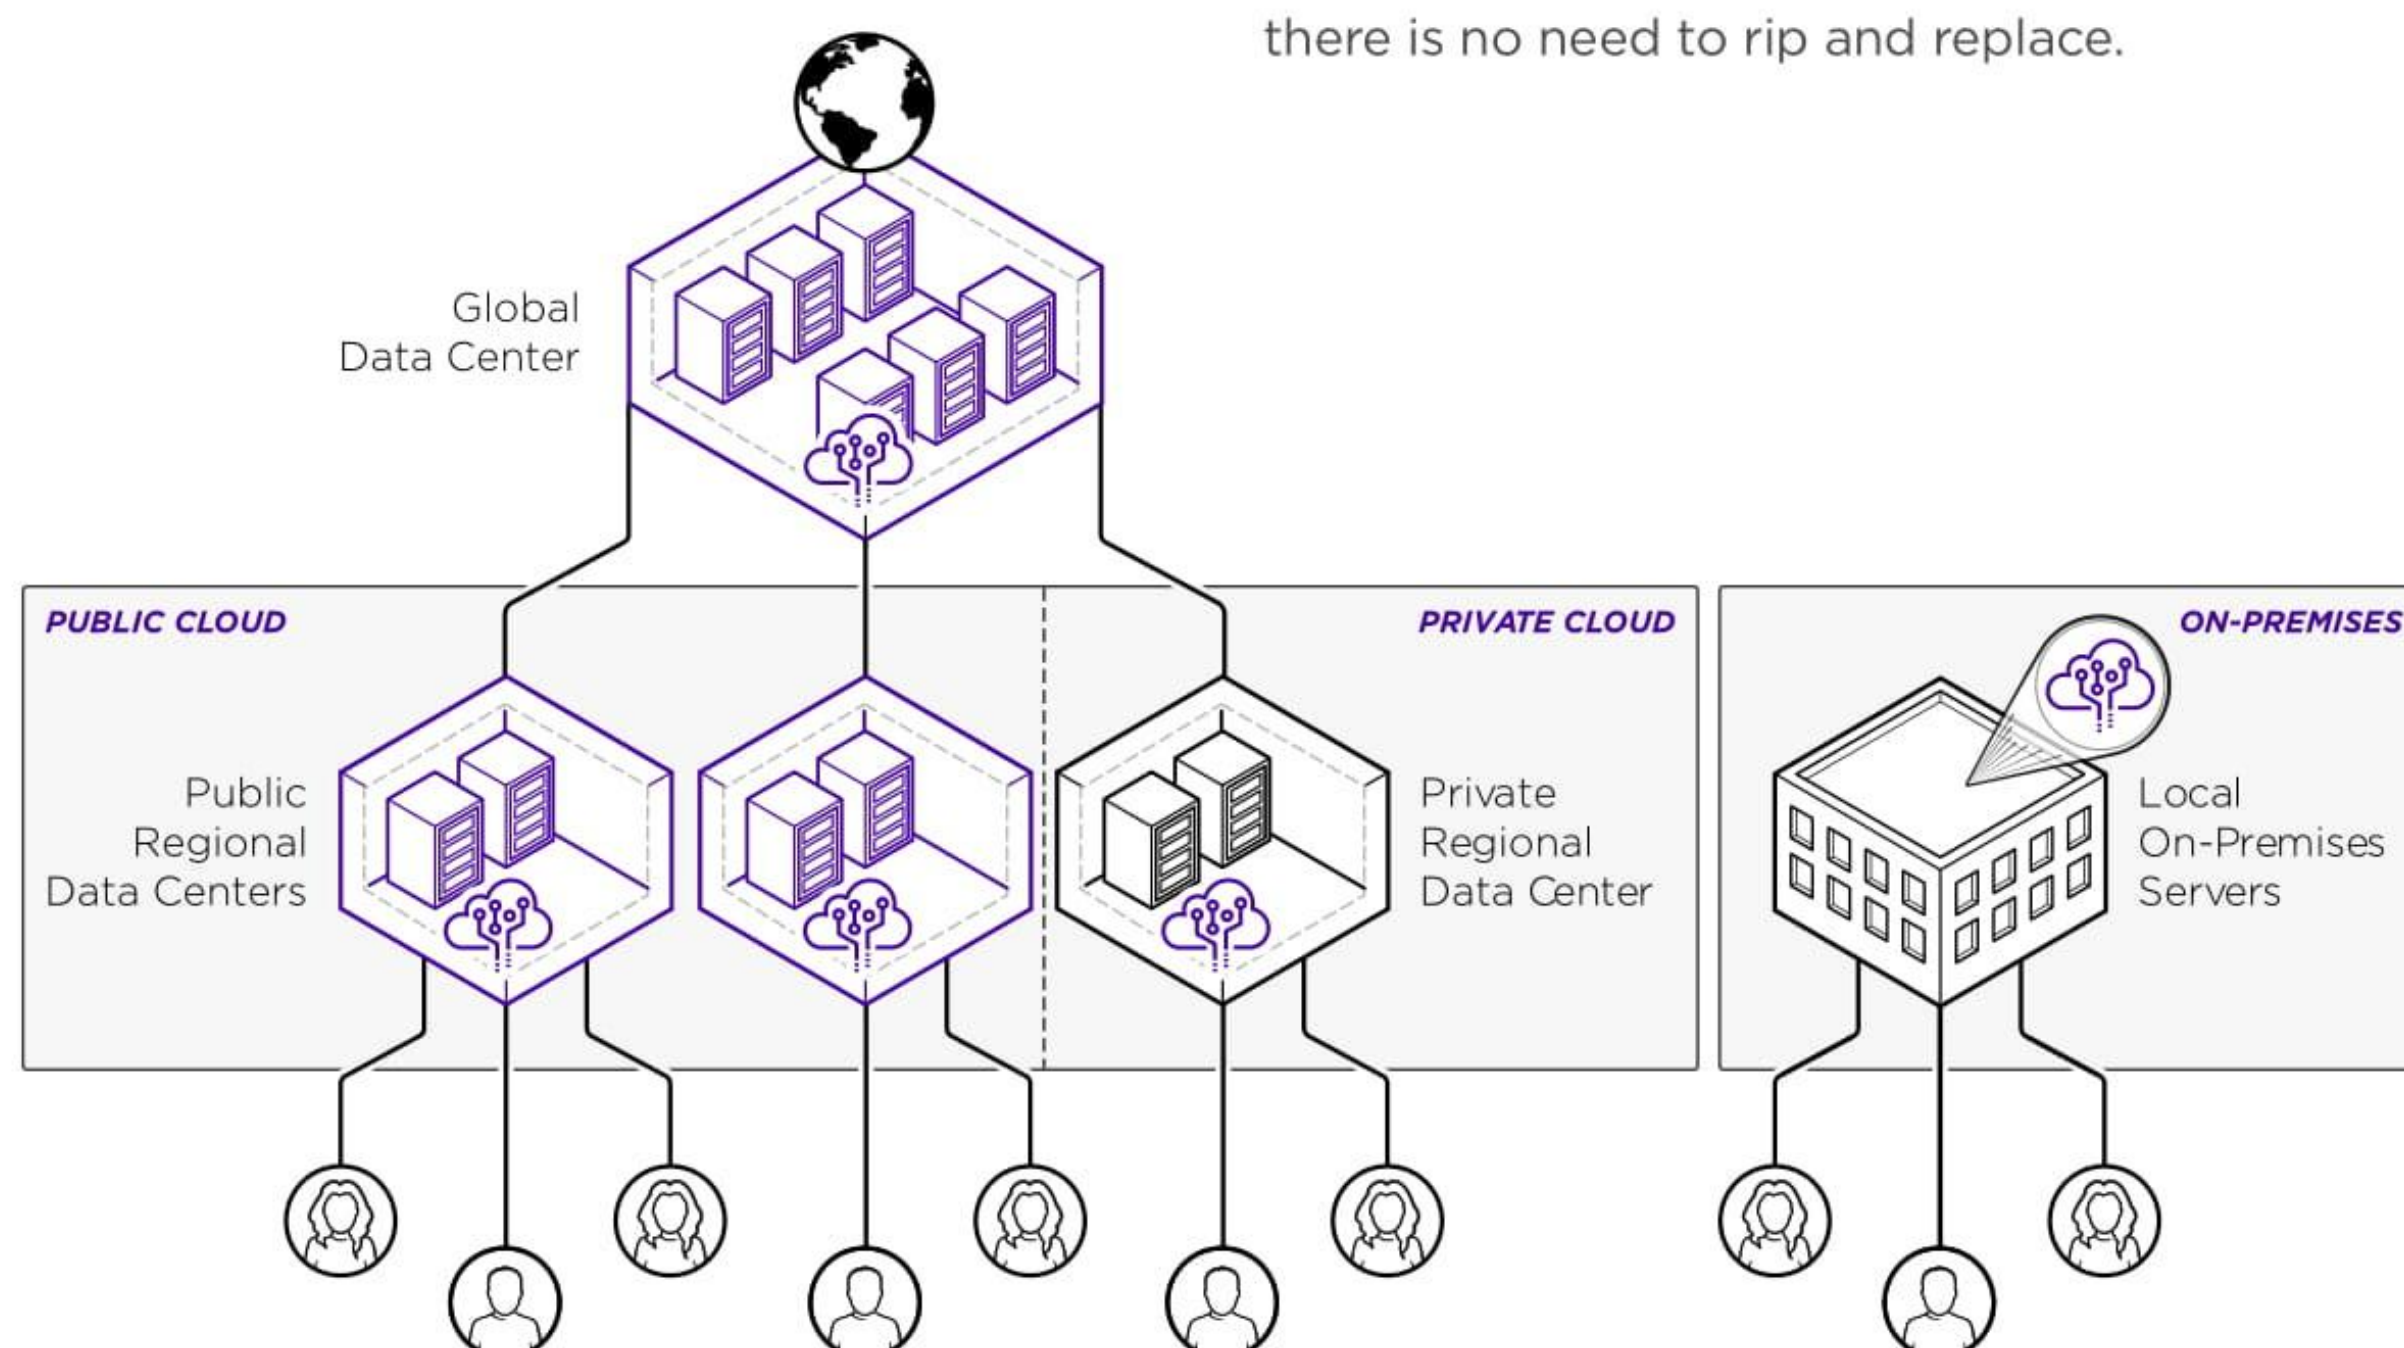 there is no need to rip and replace.
Global
Data Center
PUBLIC CLOUD
PRIVATE CLOUD
ON-PREMISES
Public
Regional
Data Centers
Private
Regional
Data Center
Local
On-Premises
Servers